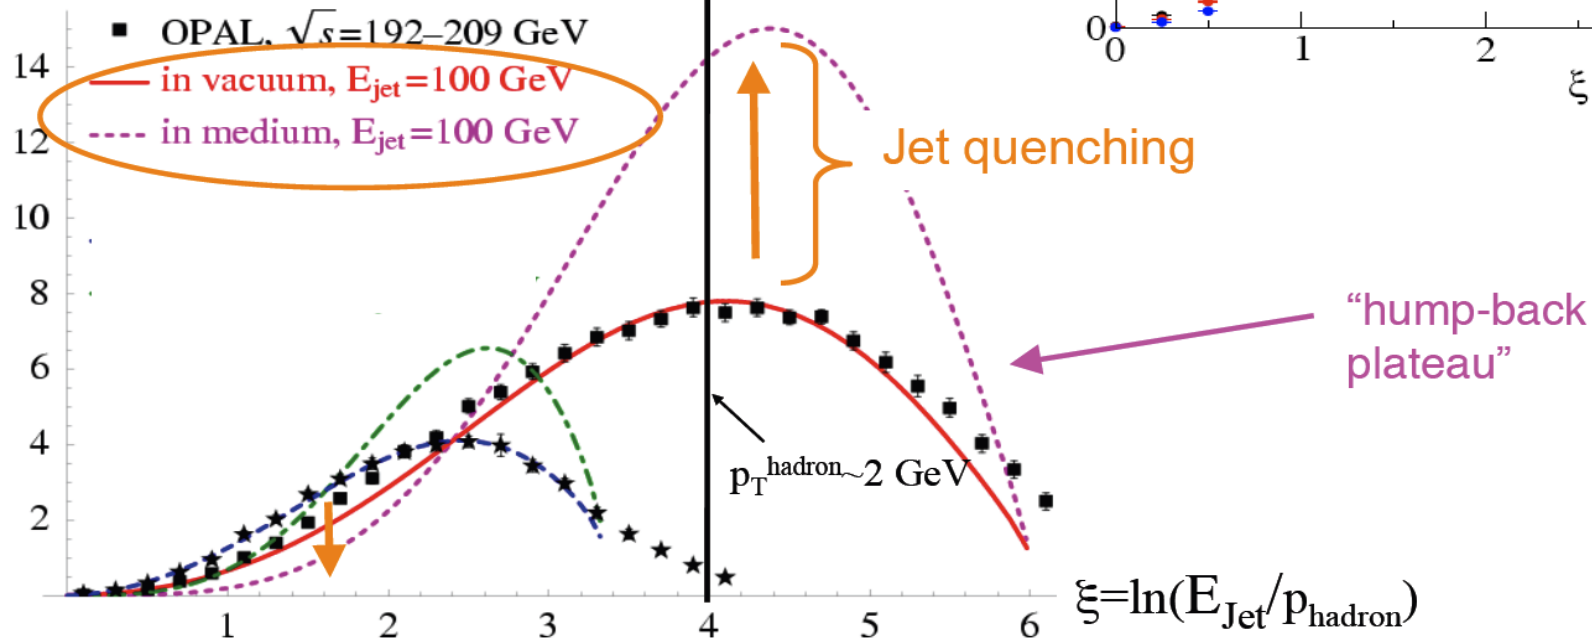 OPAL, √s=192–209 GeV
in vacuum, E_jet=100 GeV
in medium, E_jet=100 GeV
14
12
10
8
6
4
2
1 2 3 4 5 6
Jet quenching
“hump-back
plateau”
p_T^hadron~2 GeV
ξ=ln(E_Jet/p_hadron)
0
0 1 2
ξ